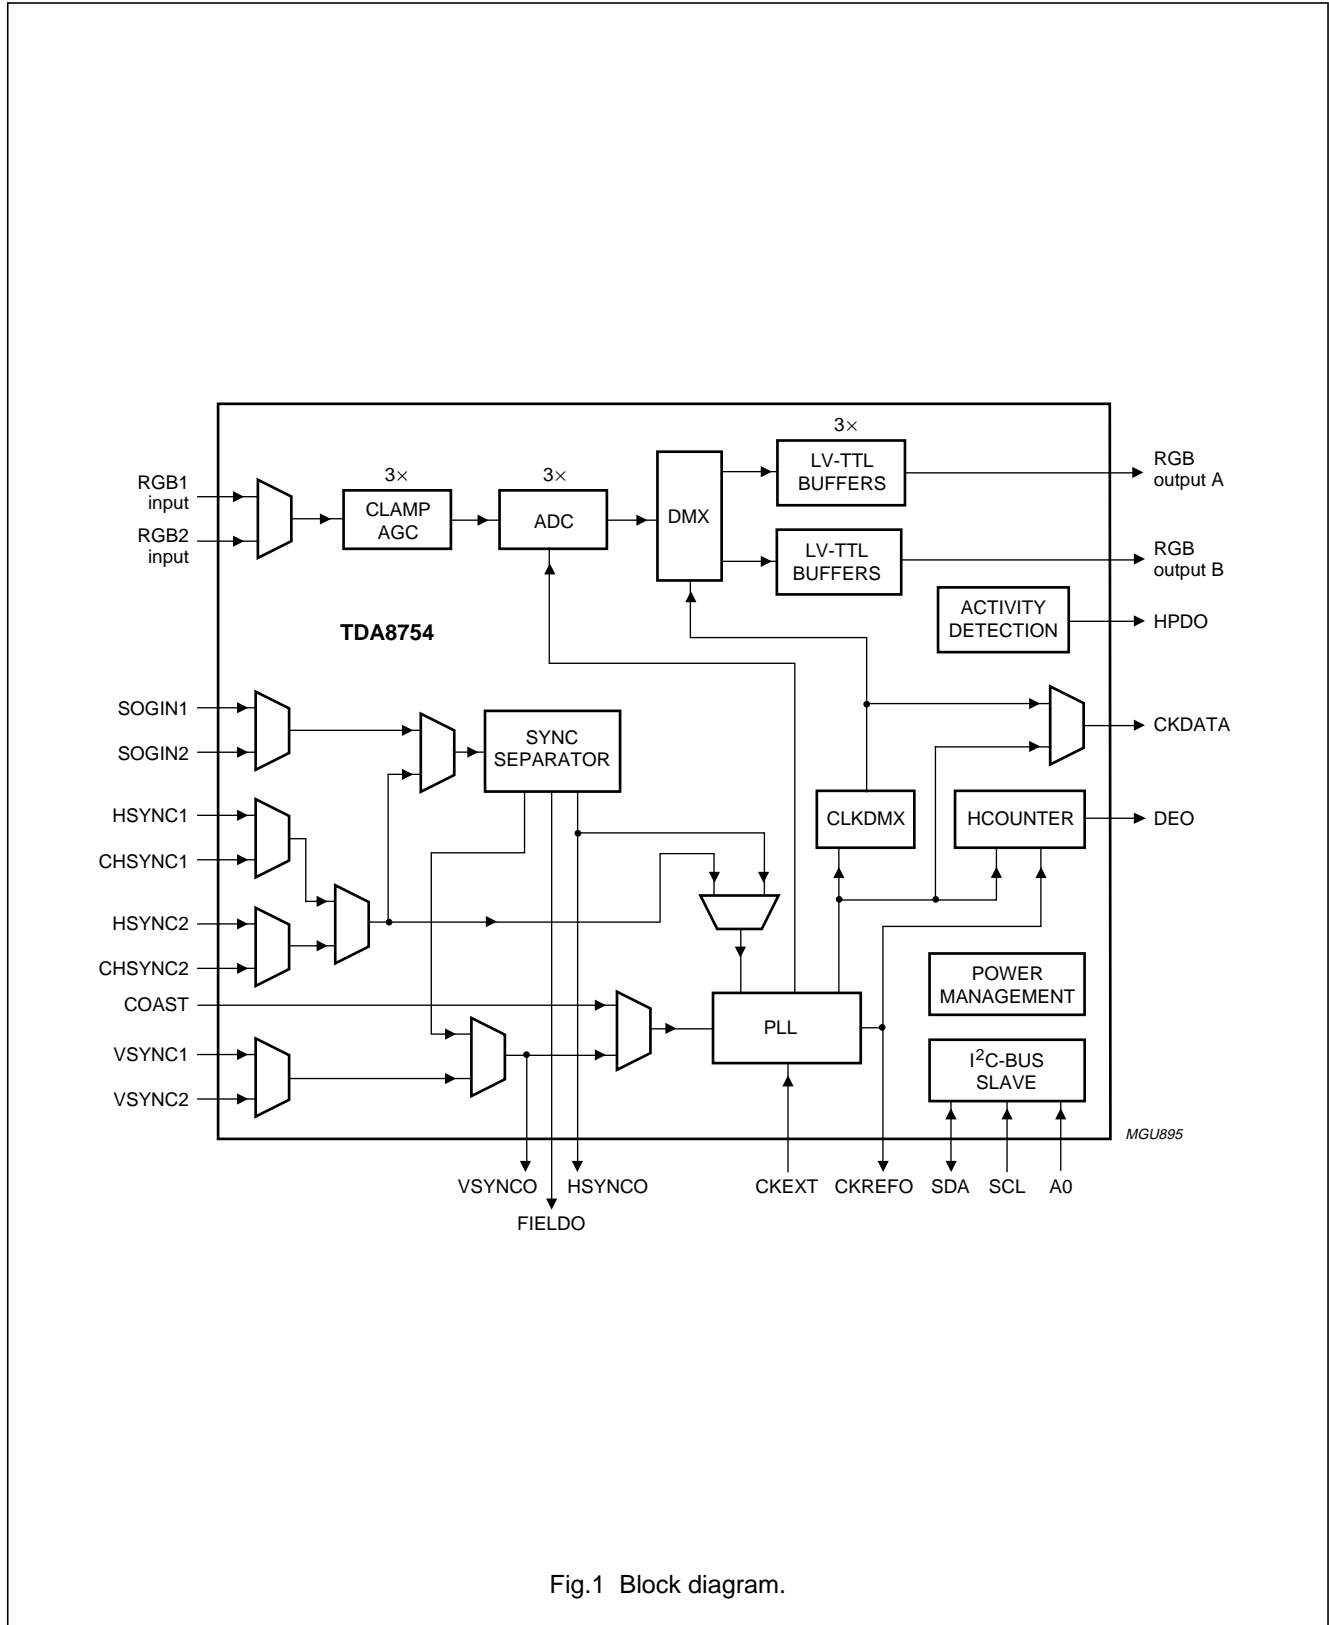 3×
LV-TTL
BUFFERS
RGB
output A
RGB1
input
3×
CLAMP
AGC
3×
ADC
DMX
RGB2
input
LV-TTL
BUFFERS
RGB
output B
ACTIVITY
DETECTION
HPDO
TDA8754
SOGIN1
SOGIN2
SYNC
SEPARATOR
CKDATA
HSYNC1
CHSYNC1
CLKDMX
HCOUNTER
DEO
HSYNC2
CHSYNC2
COAST
POWER
MANAGEMENT
PLL
VSYNC1
VSYNC2
I2C-BUS
SLAVE
MGU895
VSYNCO
HSYNCO
CKEXT
CKREFO
SDA
SCL
A0
FIELDO
Fig.1 Block diagram.